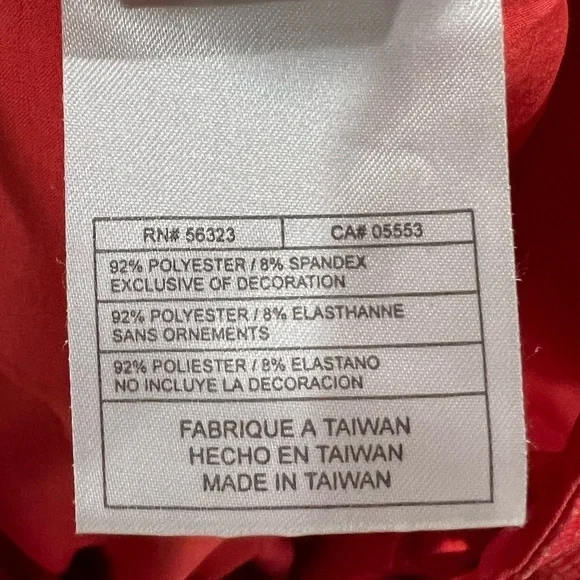 RN# 56323 CA# 05553
92% POLYESTER / 8% SPANDEX
EXCLUSIVE OF DECORATION
92% POLYESTER / 8% ELASTHANNE
SANS ORNEMENTS
92% POLIESTER / 8% ELASTANO
NO INCLUYE LA DECORACION
FABRIQUE A TAIWAN
HECHO EN TAIWAN
MADE IN TAIWAN